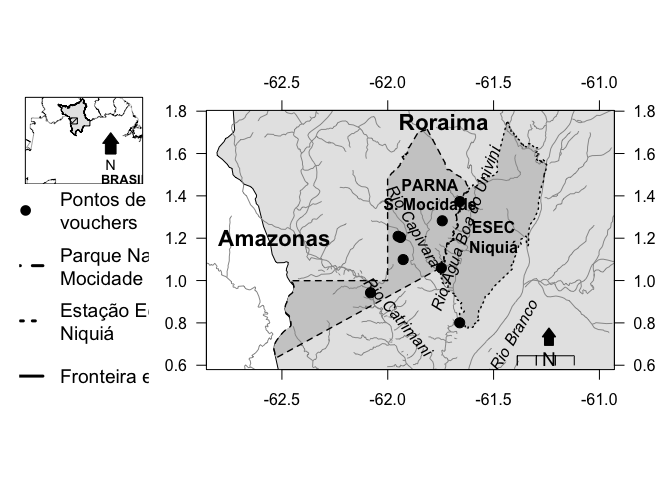 -62.5 -62.0 -61.5 -61.0
1.8 1.8
1.6 1.6
1.4 1.4
1.2 1.2
1.0 1.0
0.8 0.8
0.6 0.6
-62.5 -62.0 -61.5 -61.0
N
BRASIL
Pontos de
vouchers
Parque Na
Mocidade
Estação E
Niquiá
Fronteira e
Roraima
Amazonas
PARNA
S. Mocidade
ESEC
Niquiá
Rio Capivara
Rio Água Boa do Univini
Rio Catrimani
Rio Branco
N